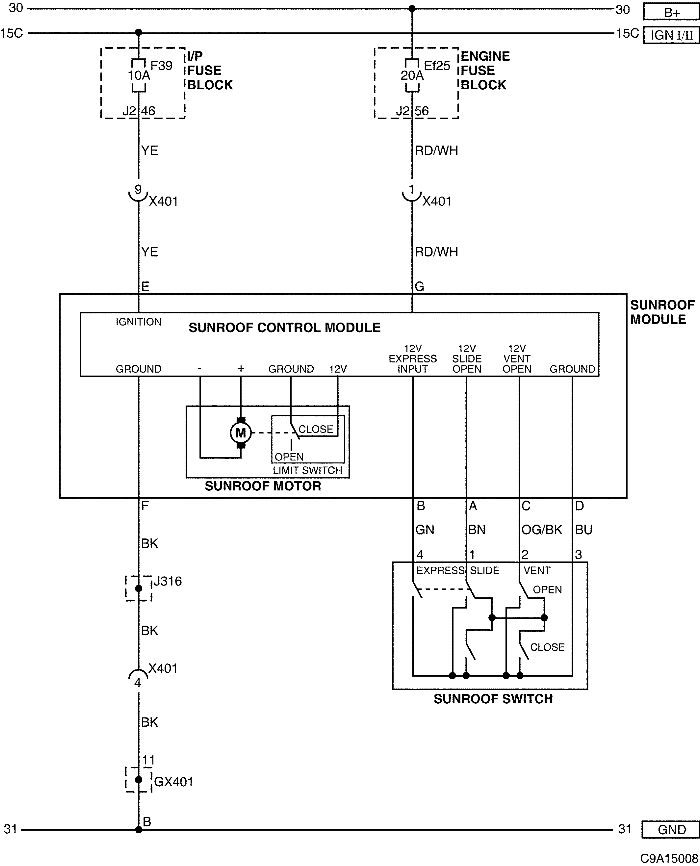 30
30
B+
15C
15C
IGN I/II
F39
10A
J2 46
I/P
FUSE
BLOCK
Ef25
20A
J2 56
ENGINE
FUSE
BLOCK
YE
RD/WH
9
X401
1
X401
YE
RD/WH
E
G
SUNROOF
MODULE
IGNITION
SUNROOF CONTROL MODULE
GROUND
-
+
GROUND
12V
12V
EXPRESS
INPUT
12V
SLIDE
OPEN
12V
VENT
OPEN
GROUND
M
CLOSE
OPEN
LIMIT SWITCH
SUNROOF MOTOR
F
B
A
C
D
BK
GN
BN
OG/BK
BU
4
1
2
3
EXPRESS
SLIDE
VENT
OPEN
CLOSE
SUNROOF SWITCH
J316
BK
X401
4
BK
11
GX401
B
31
31
GND
C9A15008